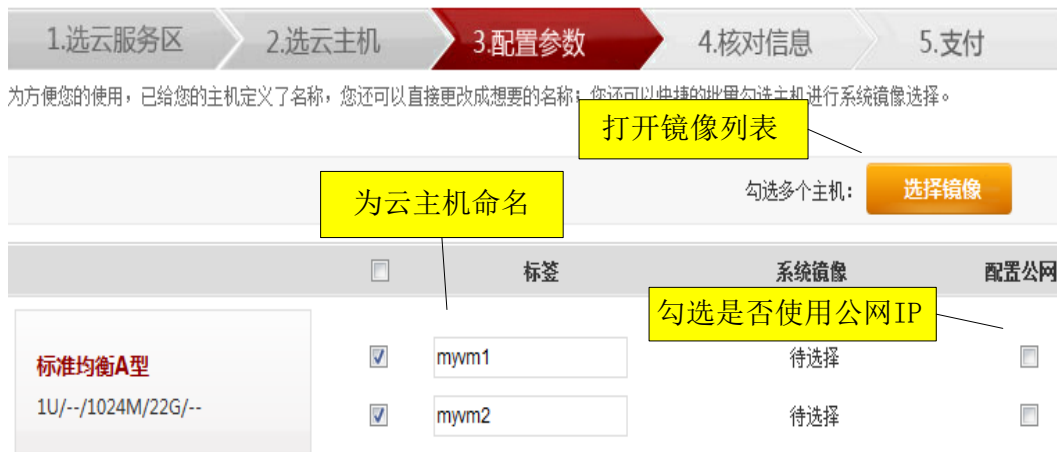 1.选云服务区 2.选云主机 3.配置参数 4.核对信息 5.支付
为方便您的使用，已给您的主机定义了名称，您还可以直接更改成想要的名称；您还可以快捷的批量勾选主机进行系统镜像选择。
打开镜像列表
为云主机命名
勾选多个主机： 选择镜像
标签 系统镜像 配置公网
勾选是否使用公网IP
标准均衡A型
myvm1 待选择
1U/--/1024M/22G/--
myvm2 待选择